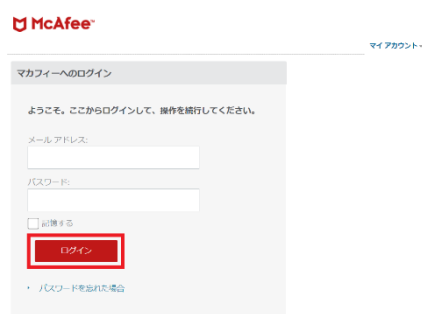 McAfee™
マイ アカウント
マカフィーへのログイン
ようこそ。ここからログインして、操作を続行してください。
メール アドレス:
パスワード:
記憶する
ログイン
パスワードを忘れた場合